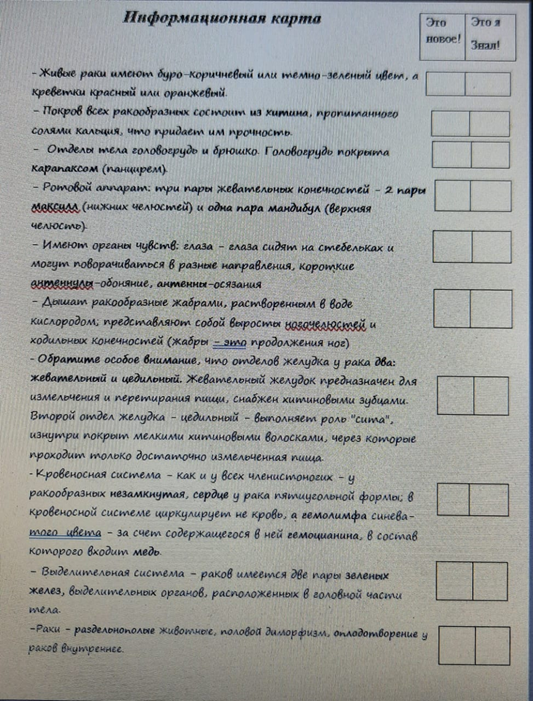 Информационная карта
Это новое!
Это я Знал!
- Живые раки имеют буро-коричневый или темно-зеленый цвет, а
креветки красный или оранжевый.
- Покров всех ракообразных состоит из хитина, пропитанного
солями кальция, что придает им прочность.
- Отделы тела головогрудь и брюшко. Головогрудь покрыта
карапаксом (панцирем).
- Ротовой аппарат: три пары жевательных конечностей - 2 пары
максилл (нижних челюстей) и одна пара мандибул (верхняя
челюсть).
- Имеют органы чувств: глаза - глаза сидят на стебельках и
могут поворачиваться в разные направления, короткие
антеннулы-обоняние, антенны-осязания
- Дышат ракообразные жабрами, растворенным в воде
кислородом; представляют собой выросты ногочелюстей и
ходильных конечностей (жабры - это продолжения ног)
- Обратите особое внимание, что отделов желудка у рака два:
жевательный и цедильный. Жевательный желудок предназначен для
измельчения и перетирания пищи, снабжен хитиновыми зубцами.
Второй отдел желудка - цедильный - выполняет роль "сита",
изнутри покрыт мелкими хитиновыми волосками, через которые
проходит только достаточно измельченная пища.
- Кровеносная система - как и у всех членистоногих - у
ракообразных незамкнутая, сердце у рака пятиугольной формы; в
кровеносной системе циркулирует не кровь, а гемолимфа синева-
того цвета - за счет содержащегося в ней гемоцианина, в состав
которого входит медь.
- Выделительная система - раков имеется две пары зеленых
желез, выделительных органов, расположенных в головной части
тела.
-Раки - раздельнополые животные, половой диморфизм, оплодотворение у
раков внутреннее.